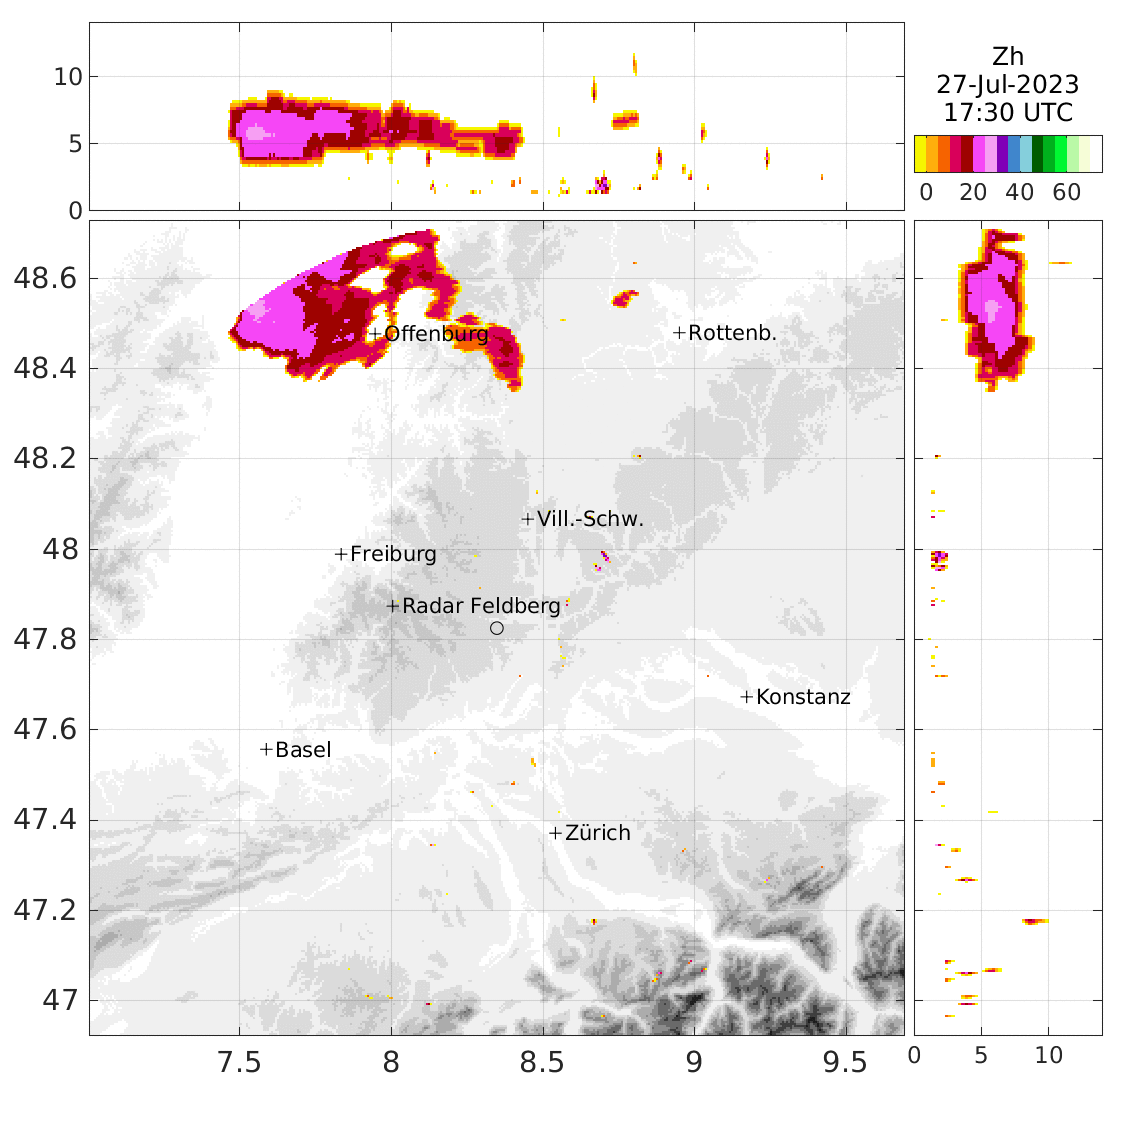 10
5
0
Zh
27-Jul-2023
17:30 UTC
0 20 40 60
48.6
48.4
48.2
48
47.8
47.6
47.4
47.2
47
Offenburg
Rottenb.
Vill.-Schw.
Freiburg
Radar Feldberg
Konstanz
Basel
Zürich
7.5 8 8.5 9 9.5
0 5 10